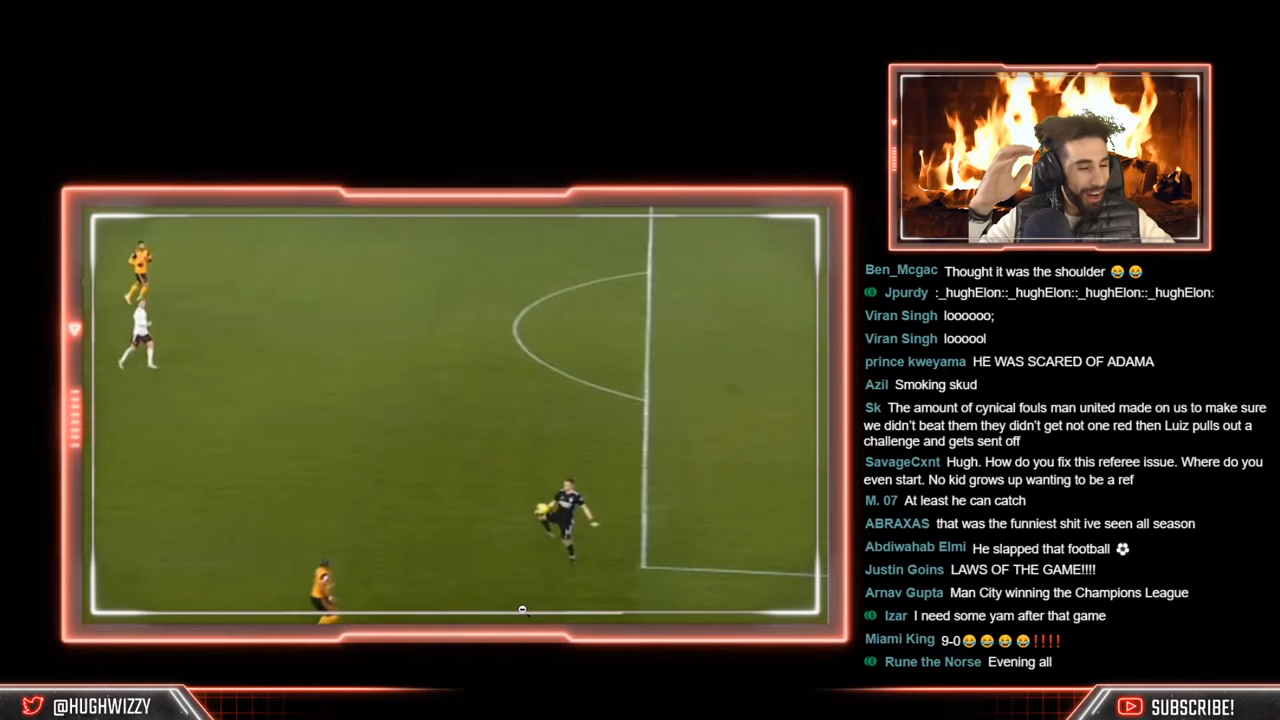 Ben_Mcgac Thought it was the shoulder 😂 😂
Jpurdy :_hughElon::_hughElon::_hughElon::_hughElon:
Viran Singh loooooo;
Viran Singh looool
prince kweyama HE WAS SCARED OF ADAMA
Azil Smoking skud
Sk The amount of cynical fouls man united made on us to make sure
we didn't beat them they didn't get not one red then Luiz pulls out a
challenge and gets sent off
SavageCxnt Hugh. How do you fix this referee issue. Where do you
even start. No kid grows up wanting to be a ref
M. 07 At least he can catch
ABRAXAS that was the funniest shit ive seen all season
Abdiwahab Elmi He slapped that football ⚽
Justin Goins LAWS OF THE GAME!!!!
Arnav Gupta Man City winning the Champions League
Izar I need some yam after that game
Miami King 9-0😂 😂 😂 😂❗❗❗❗
Rune the Norse Evening all
@HUGHWIZZY
SUBSCRIBE!